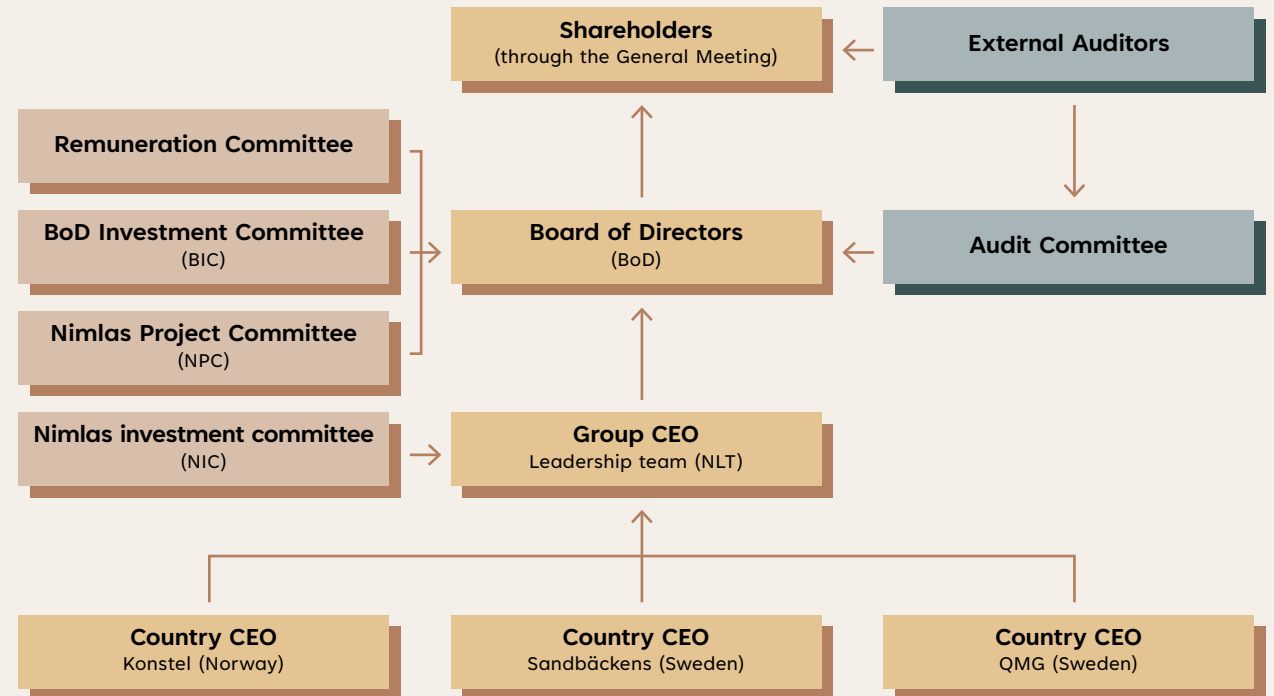 Shareholders
(through the General Meeting)
External Auditors
Remuneration Committee
BoD Investment Committee
(BIC)
Board of Directors
(BoD)
Audit Committee
Nimlas Project Committee
(NPC)
Nimlas investment committee
(NIC)
Group CEO
Leadership team (NLT)
Country CEO
Konstel (Norway)
Country CEO
Sandbäckens (Sweden)
Country CEO
QMG (Sweden)